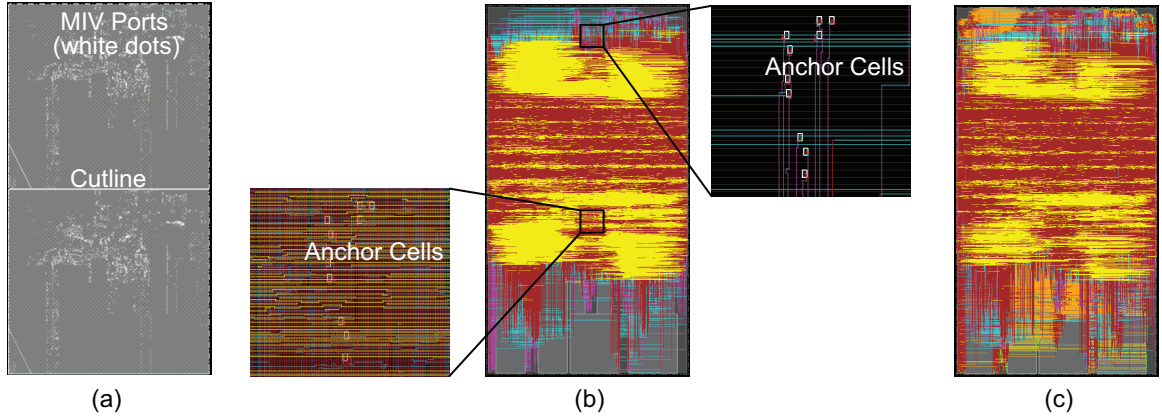 MIV Ports
(white dots)
Cutline
Anchor Cells
Anchor Cells
(a)
(b)
(c)